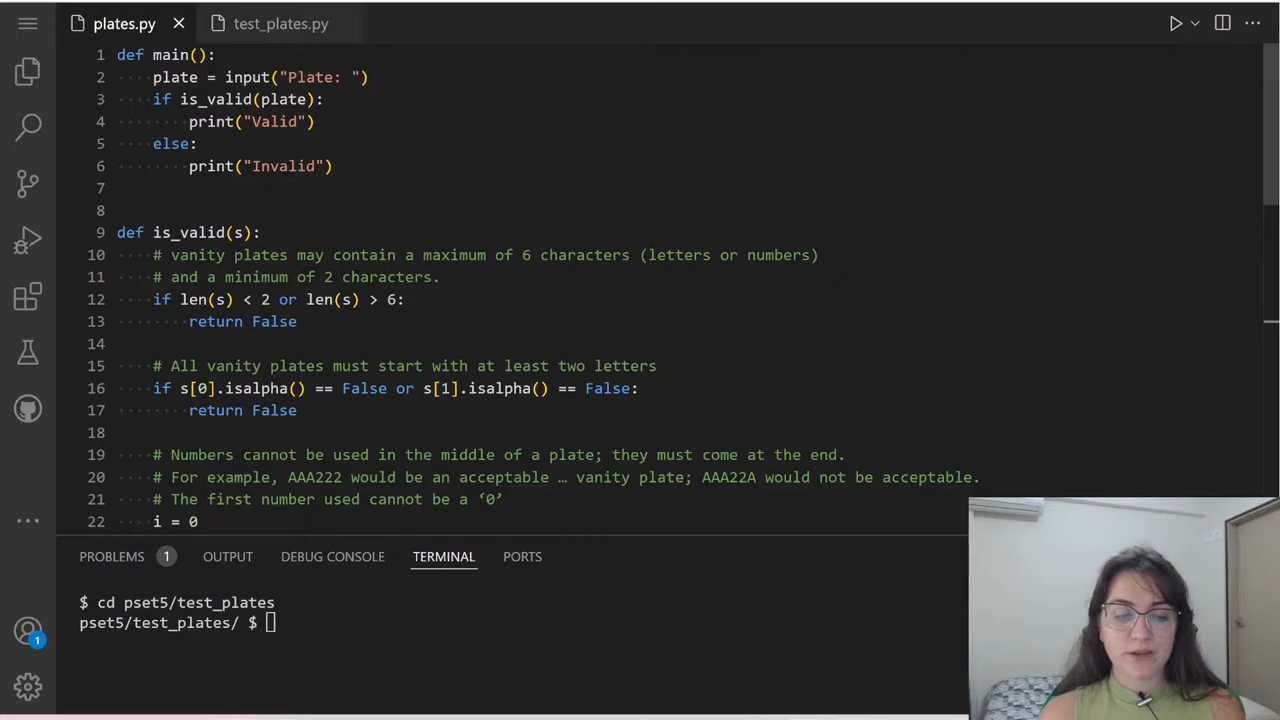 plates.py
test_plates.py
1 def main():
2 plate = input("Plate: ")
3 if is_valid(plate):
4 print("Valid")
5 else:
6 print("Invalid")
7
8
9 def is_valid(s):
10 # vanity plates may contain a maximum of 6 characters (letters or numbers)
11 # and a minimum of 2 characters.
12 if len(s) < 2 or len(s) > 6:
13 return False
14
15 # All vanity plates must start with at least two letters
16 if s[0].isalpha() == False or s[1].isalpha() == False:
17 return False
18
19 # Numbers cannot be used in the middle of a plate; they must come at the end.
20 # For example, AAA222 would be an acceptable … vanity plate; AAA22A would not be acceptable.
21 # The first number used cannot be a ‘0’
22 i = 0
PROBLEMS 1 OUTPUT DEBUG CONSOLE TERMINAL PORTS
$ cd pset5/test_plates
pset5/test_plates/ $
1